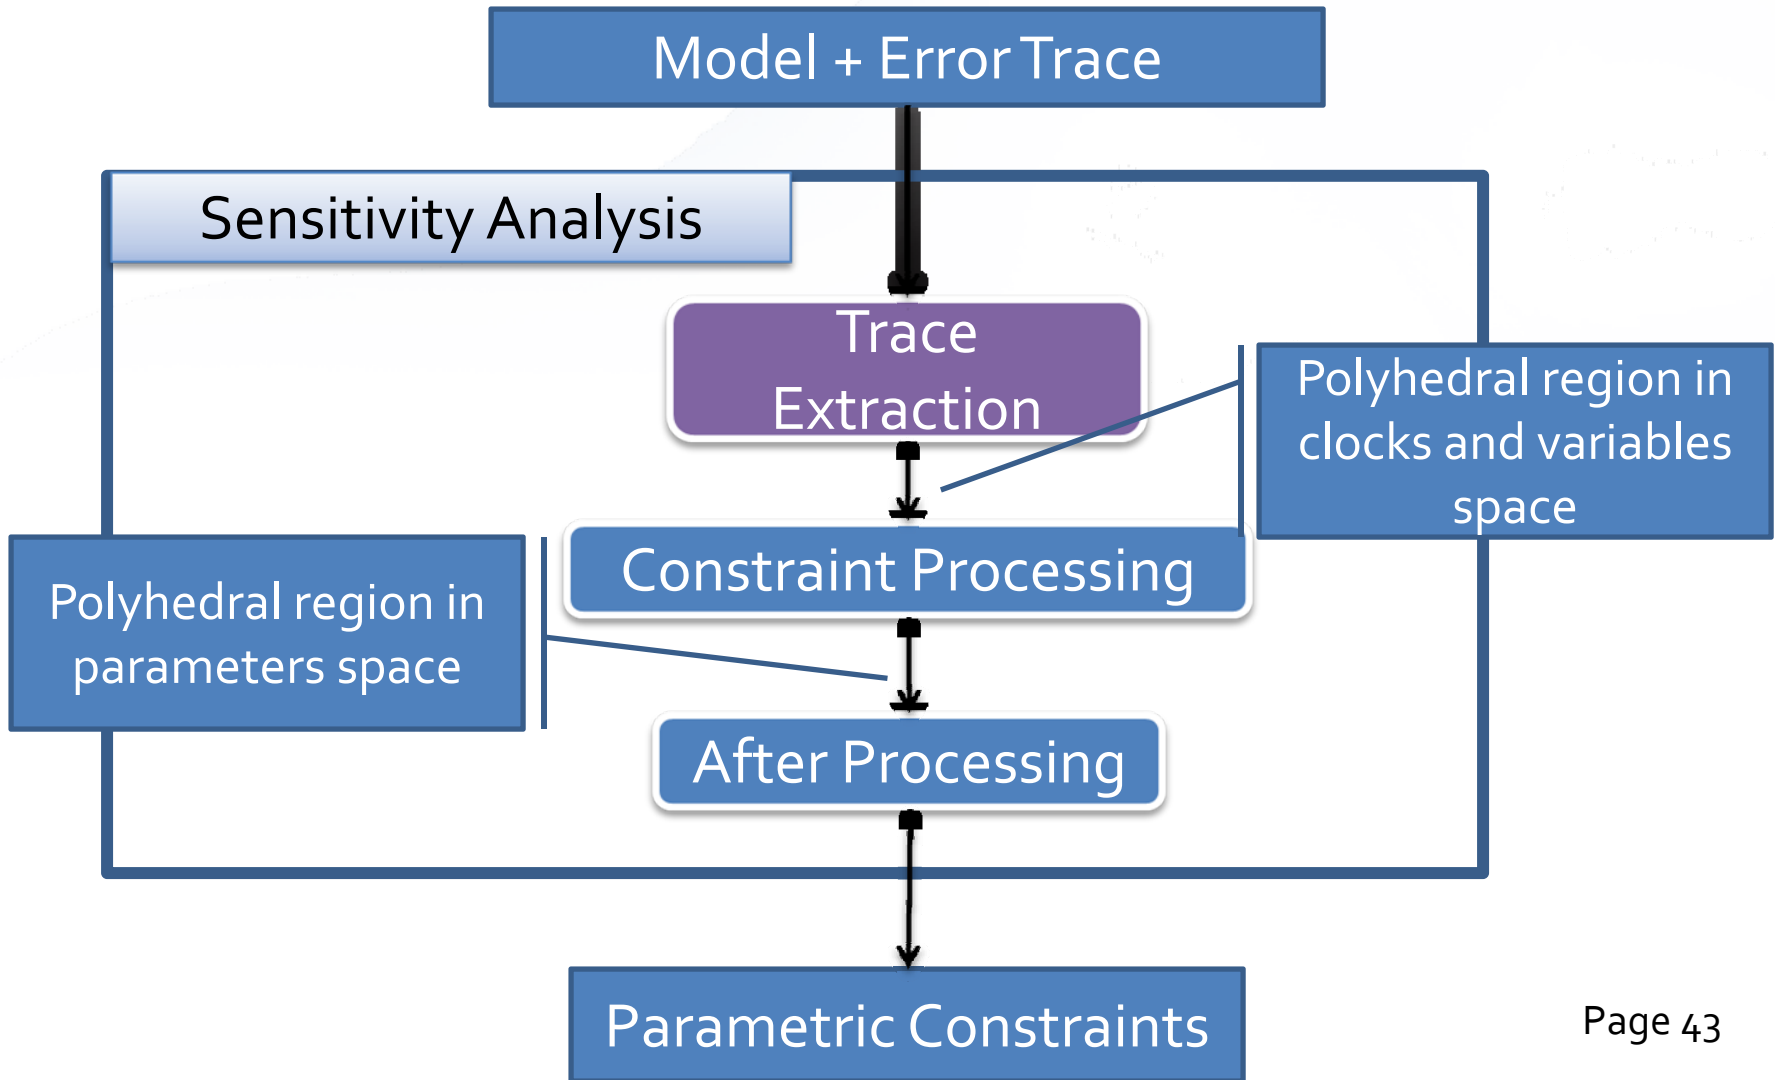 Model + Error Trace
Sensitivity Analysis
Trace
Extraction
Polyhedral region in
clocks and variables
space
Constraint Processing
Polyhedral region in
parameters space
After Processing
Parametric Constraints
Page 43